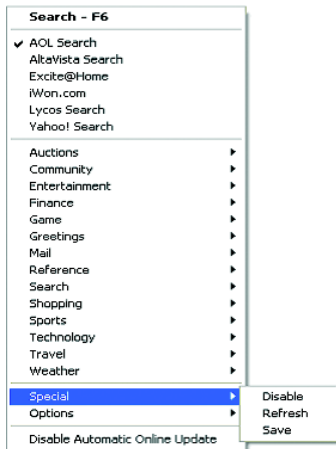 Search - F6
AOL Search
AltaVista Search
Excite@Home
iWon.com
Lycos Search
Yahoo! Search
Auctions
Community
Entertainment
Finance
Game
Greetings
Mail
Reference
Search
Shopping
Sports
Technology
Travel
Weather
Special
Options
Disable Automatic Online Update
Disable
Refresh
Save